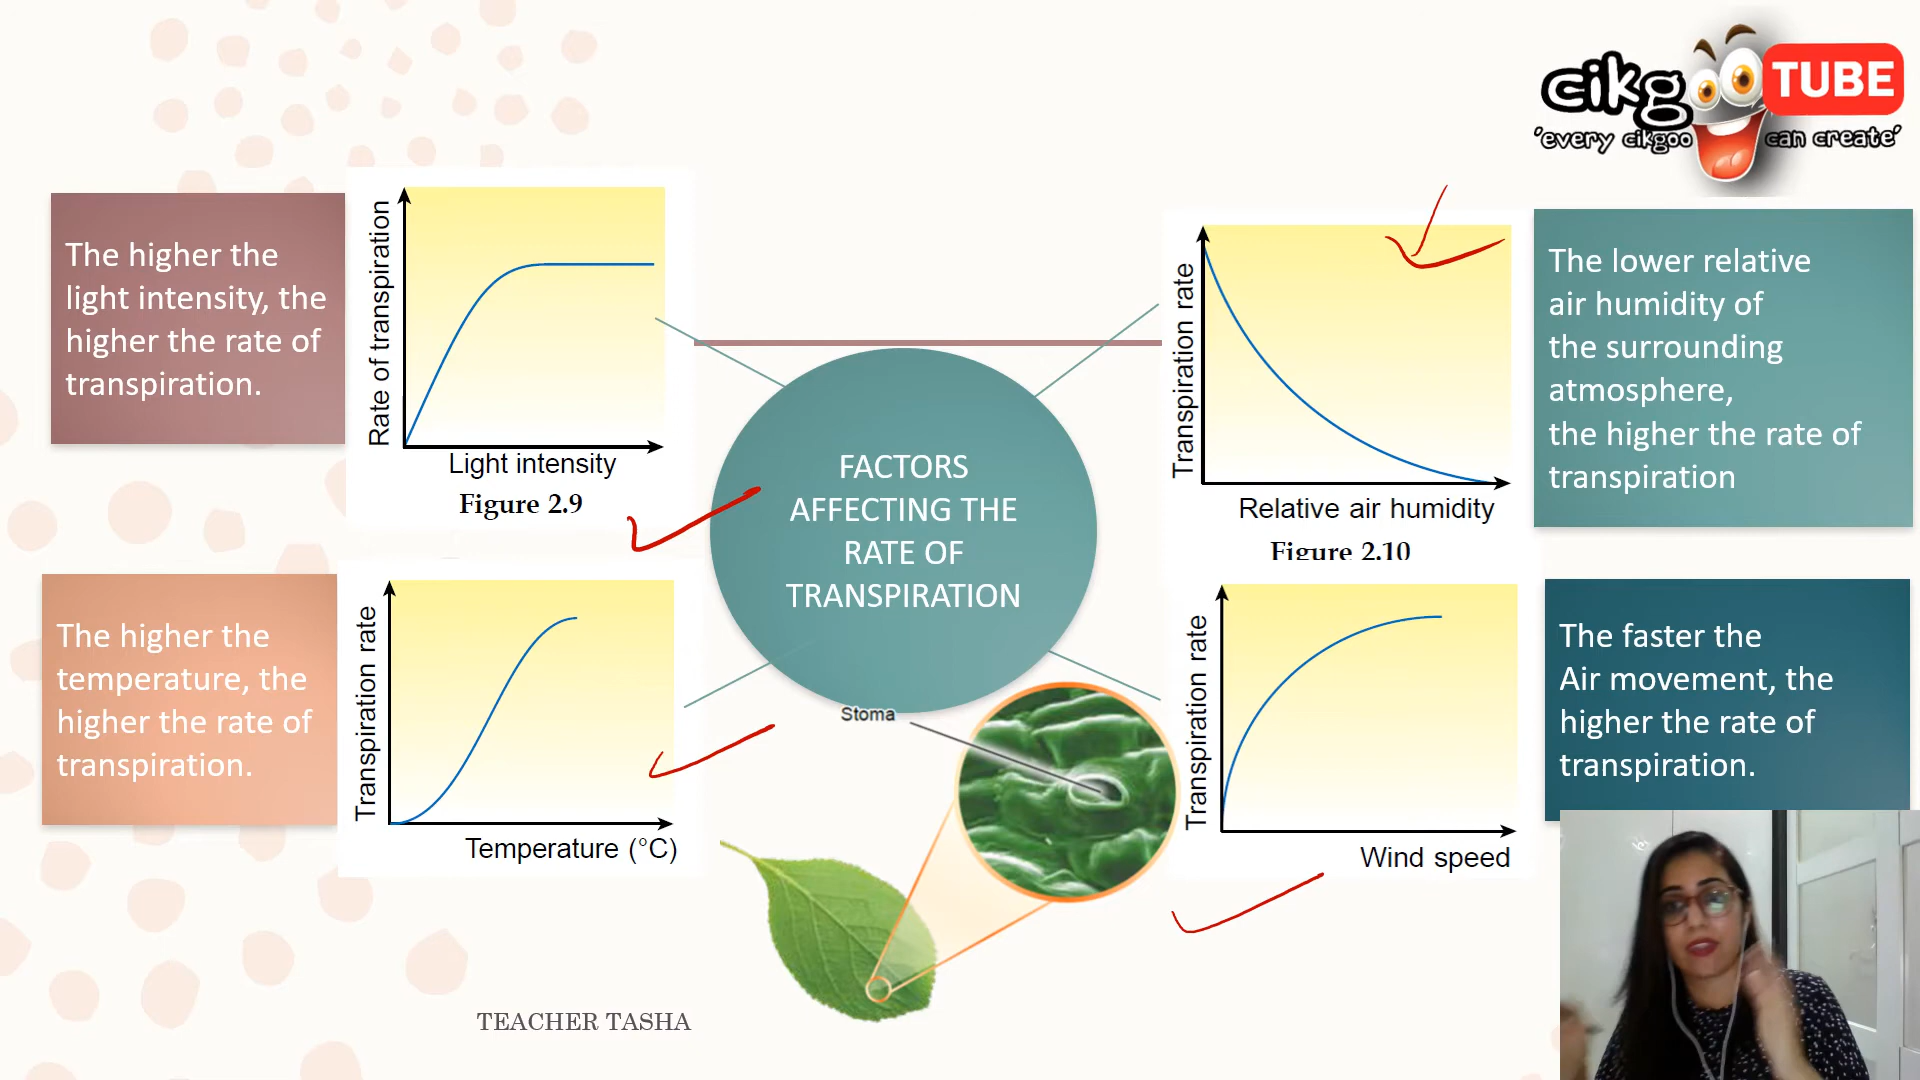 cikgoo TUBE
'every cikgoo can create'
The higher the
light intensity, the
higher the rate of
transpiration.
Rate of transpiration
Light intensity
Figure 2.9
Transpiration rate
Relative air humidity
Figure 2.10
The lower relative
air humidity of
the surrounding
atmosphere,
the higher the rate of
transpiration
FACTORS
AFFECTING THE
RATE OF
TRANSPIRATION
The higher the
temperature, the
higher the rate of
transpiration.
Transpiration rate
Temperature (°C)
Stoma
Transpiration rate
Wind speed
The faster the
Air movement, the
higher the rate of
transpiration.
TEACHER TASHA